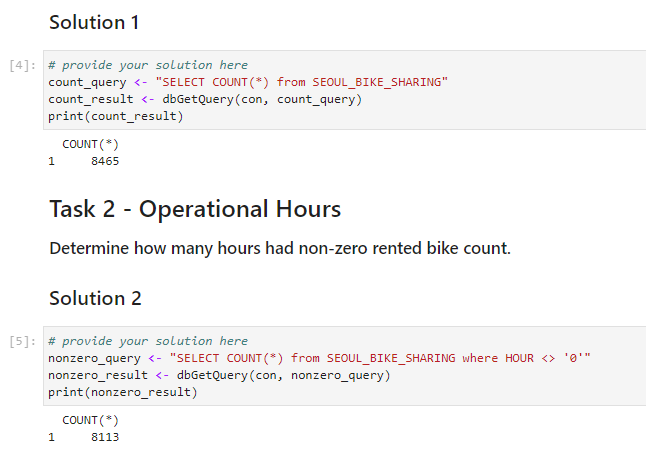 Solution 1
[4]: # provide your solution here
count_query <- "SELECT COUNT(*) from SEOUL_BIKE_SHARING"
count_result <- dbGetQuery(con, count_query)
print(count_result)
COUNT(*)
1 8465
Task 2 - Operational Hours
Determine how many hours had non-zero rented bike count.
Solution 2
[5]: # provide your solution here
nonzero_query <- "SELECT COUNT(*) from SEOUL_BIKE_SHARING where HOUR <> '0'"
nonzero_result <- dbGetQuery(con, nonzero_query)
print(nonzero_result)
COUNT(*)
1 8113